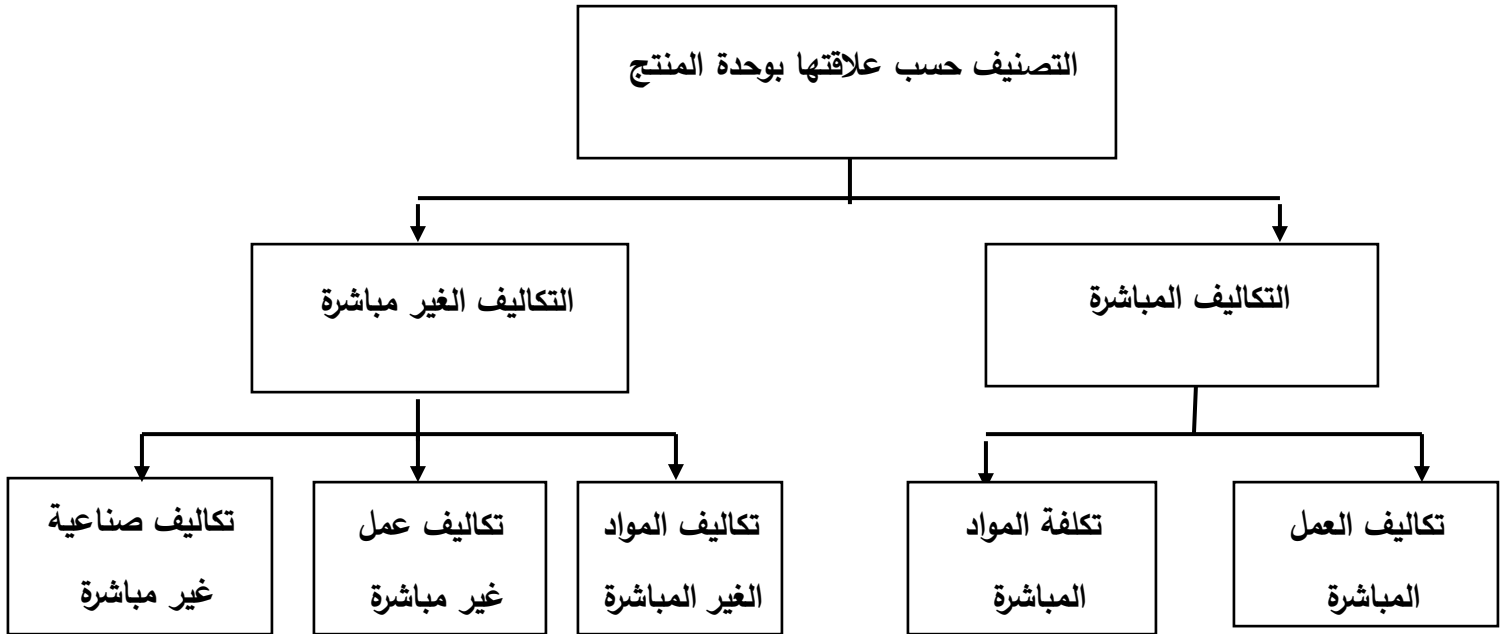 التصنيف حسب علاقتها بوحدة المنتج
التكاليف المباشرة
التكاليف الغير مباشرة
تكاليف العمل
المباشرة
تكلفة المواد
المباشرة
تكاليف المواد
الغير المباشرة
تكاليف عمل
غير مباشرة
تكاليف صناعية
غير مباشرة